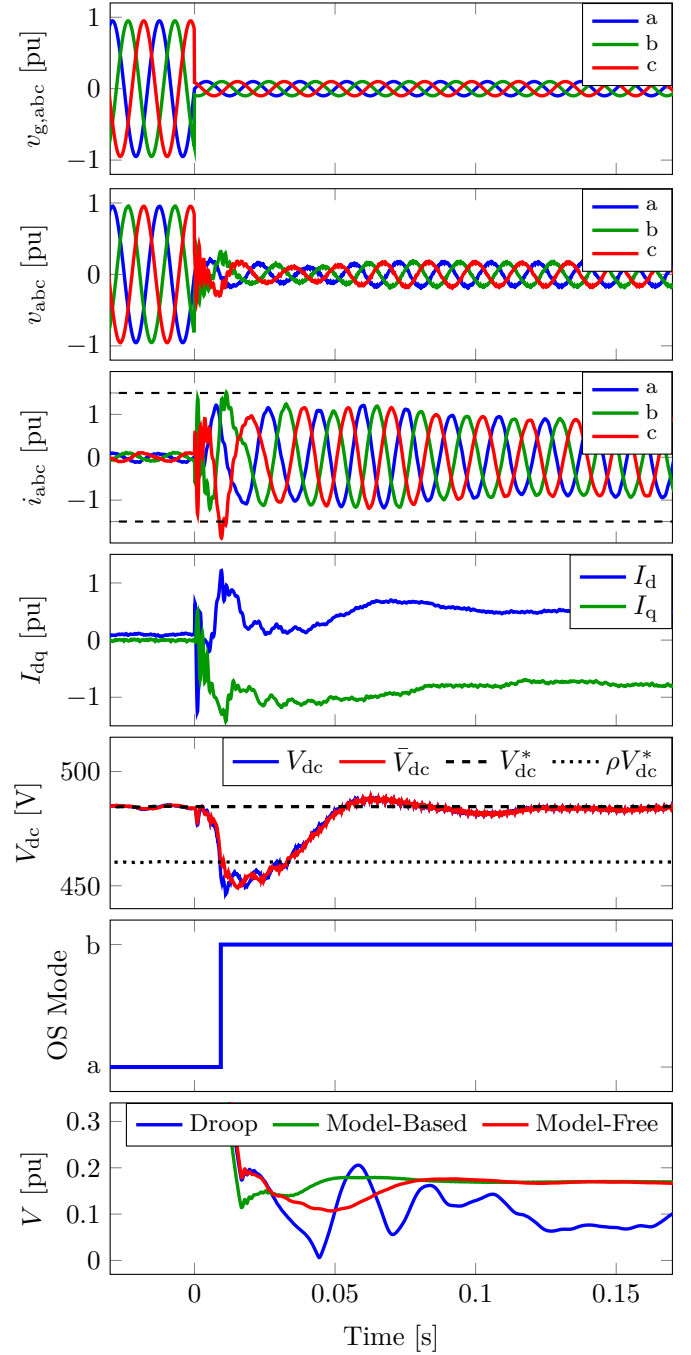 v_g,abc [pu]
1
0
−1
a
b
c
v_abc [pu]
1
0
−1
a
b
c
i_abc [pu]
1
0
−1
a
b
c
I_dq [pu]
1
0
−1
I_d
I_q
V_dc [V]
500
450
V_dc V̄_dc V*_dc ρV*_dc
OS Mode
b
a
V [pu]
0.3
0.2
0.1
0
Droop Model-Based Model-Free
0 0.05 0.1 0.15
Time [s]